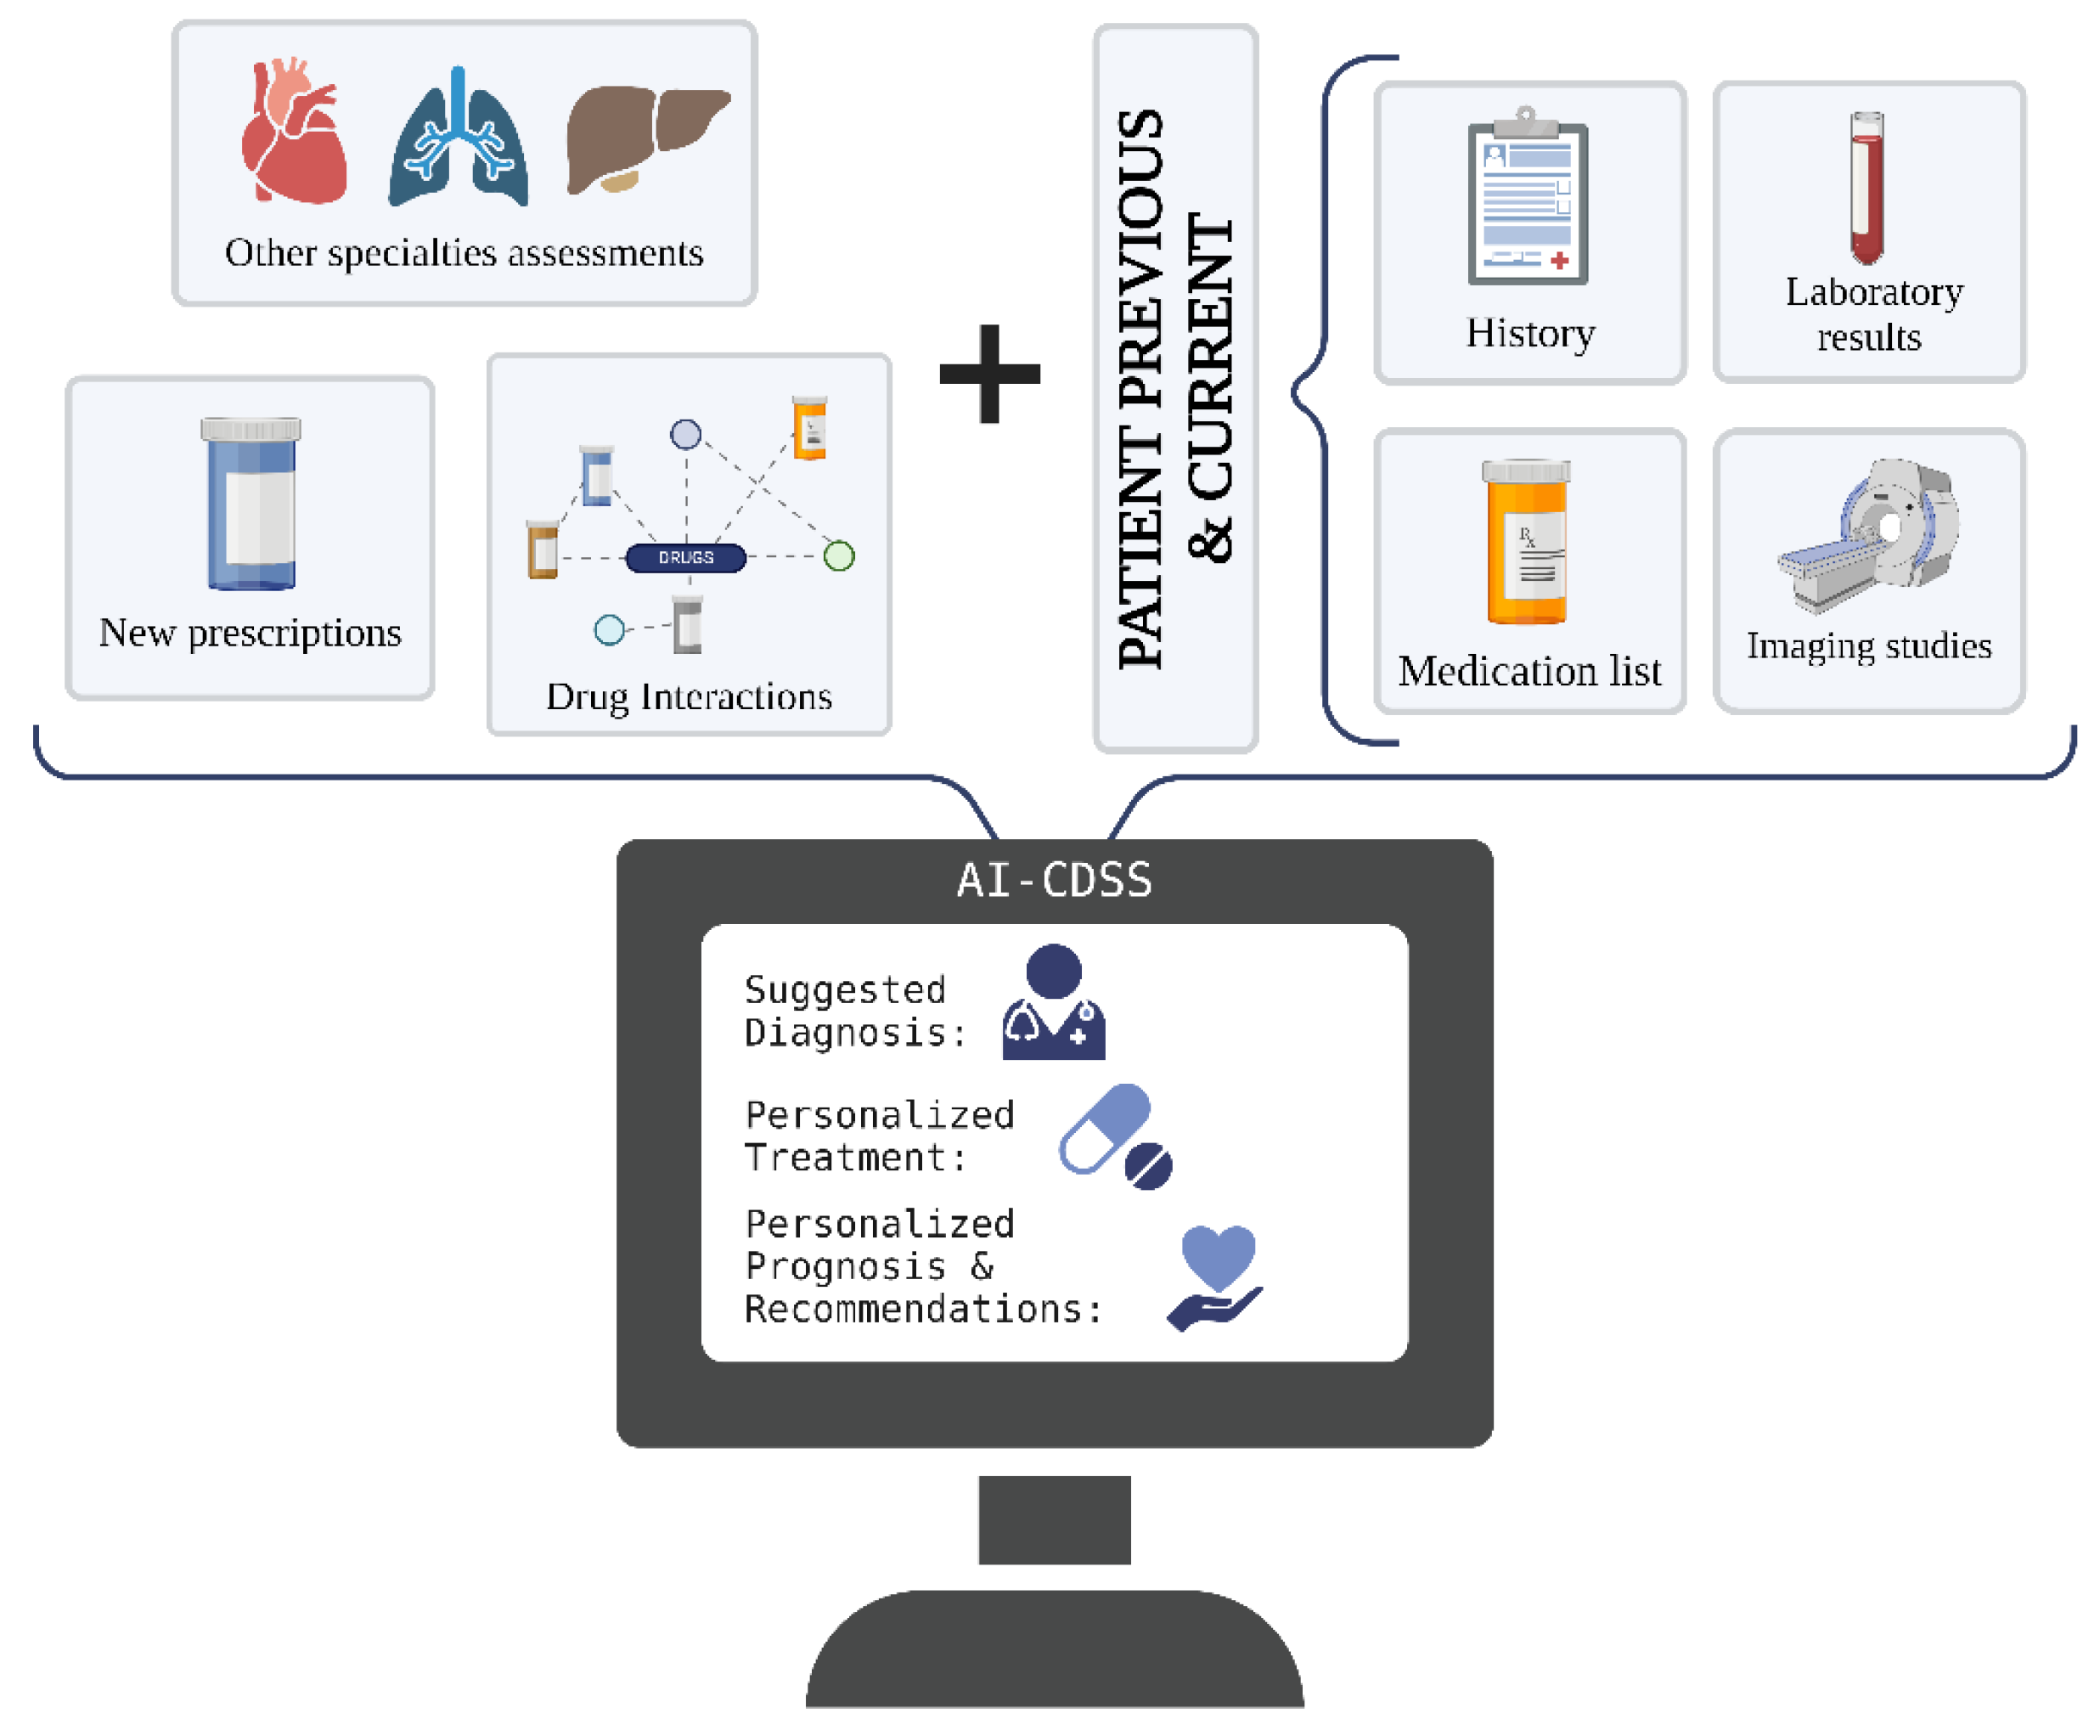 Other specialties assessments
New prescriptions
DRUGS
Drug Interactions
PATIENT PREVIOUS
& CURRENT
History
Laboratory
results
Rx
Medication list
Imaging studies
AI-CDSS
Suggested
Diagnosis:
Personalized
Treatment:
Personalized
Prognosis &
Recommendations: